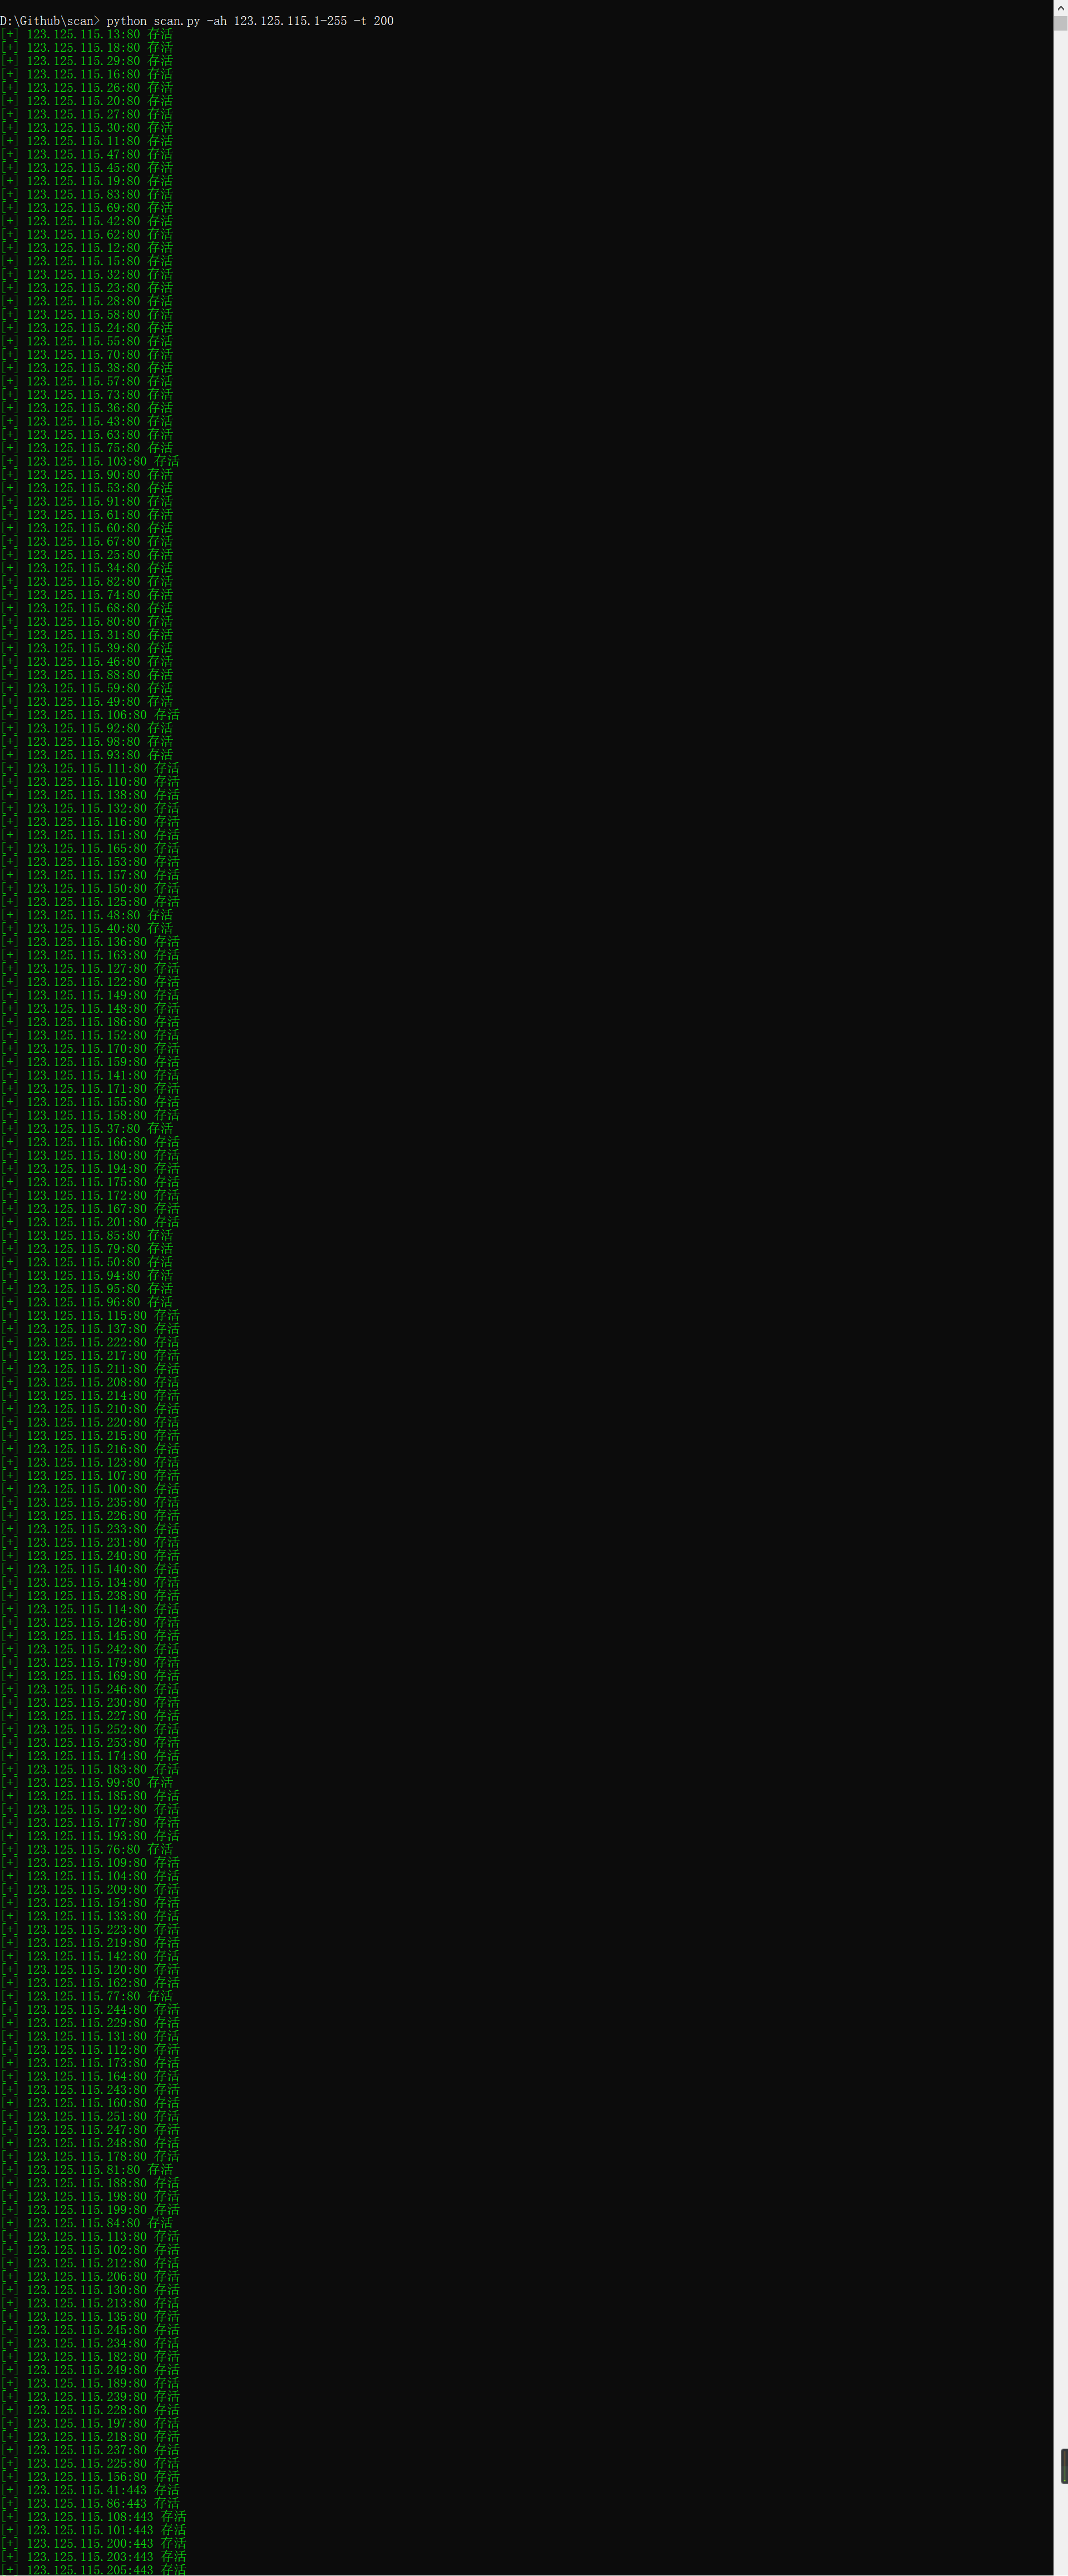 D:\Github\scan> python scan.py -ah 123.125.115.1-255 -t 200
[+] 123.125.115.13:80 存活
[+] 123.125.115.18:80 存活
[+] 123.125.115.29:80 存活
[+] 123.125.115.16:80 存活
[+] 123.125.115.26:80 存活
[+] 123.125.115.20:80 存活
[+] 123.125.115.27:80 存活
[+] 123.125.115.30:80 存活
[+] 123.125.115.11:80 存活
[+] 123.125.115.47:80 存活
[+] 123.125.115.45:80 存活
[+] 123.125.115.19:80 存活
[+] 123.125.115.83:80 存活
[+] 123.125.115.69:80 存活
[+] 123.125.115.42:80 存活
[+] 123.125.115.62:80 存活
[+] 123.125.115.12:80 存活
[+] 123.125.115.15:80 存活
[+] 123.125.115.32:80 存活
[+] 123.125.115.23:80 存活
[+] 123.125.115.28:80 存活
[+] 123.125.115.58:80 存活
[+] 123.125.115.24:80 存活
[+] 123.125.115.55:80 存活
[+] 123.125.115.70:80 存活
[+] 123.125.115.38:80 存活
[+] 123.125.115.57:80 存活
[+] 123.125.115.73:80 存活
[+] 123.125.115.36:80 存活
[+] 123.125.115.43:80 存活
[+] 123.125.115.63:80 存活
[+] 123.125.115.75:80 存活
[+] 123.125.115.103:80 存活
[+] 123.125.115.90:80 存活
[+] 123.125.115.53:80 存活
[+] 123.125.115.91:80 存活
[+] 123.125.115.61:80 存活
[+] 123.125.115.60:80 存活
[+] 123.125.115.67:80 存活
[+] 123.125.115.25:80 存活
[+] 123.125.115.34:80 存活
[+] 123.125.115.82:80 存活
[+] 123.125.115.74:80 存活
[+] 123.125.115.68:80 存活
[+] 123.125.115.80:80 存活
[+] 123.125.115.31:80 存活
[+] 123.125.115.39:80 存活
[+] 123.125.115.46:80 存活
[+] 123.125.115.88:80 存活
[+] 123.125.115.59:80 存活
[+] 123.125.115.49:80 存活
[+] 123.125.115.106:80 存活
[+] 123.125.115.92:80 存活
[+] 123.125.115.98:80 存活
[+] 123.125.115.93:80 存活
[+] 123.125.115.111:80 存活
[+] 123.125.115.110:80 存活
[+] 123.125.115.138:80 存活
[+] 123.125.115.132:80 存活
[+] 123.125.115.116:80 存活
[+] 123.125.115.151:80 存活
[+] 123.125.115.165:80 存活
[+] 123.125.115.153:80 存活
[+] 123.125.115.157:80 存活
[+] 123.125.115.150:80 存活
[+] 123.125.115.125:80 存活
[+] 123.125.115.48:80 存活
[+] 123.125.115.40:80 存活
[+] 123.125.115.136:80 存活
[+] 123.125.115.163:80 存活
[+] 123.125.115.127:80 存活
[+] 123.125.115.122:80 存活
[+] 123.125.115.149:80 存活
[+] 123.125.115.148:80 存活
[+] 123.125.115.186:80 存活
[+] 123.125.115.152:80 存活
[+] 123.125.115.170:80 存活
[+] 123.125.115.159:80 存活
[+] 123.125.115.141:80 存活
[+] 123.125.115.171:80 存活
[+] 123.125.115.155:80 存活
[+] 123.125.115.158:80 存活
[+] 123.125.115.37:80 存活
[+] 123.125.115.166:80 存活
[+] 123.125.115.180:80 存活
[+] 123.125.115.194:80 存活
[+] 123.125.115.175:80 存活
[+] 123.125.115.172:80 存活
[+] 123.125.115.167:80 存活
[+] 123.125.115.201:80 存活
[+] 123.125.115.85:80 存活
[+] 123.125.115.79:80 存活
[+] 123.125.115.50:80 存活
[+] 123.125.115.94:80 存活
[+] 123.125.115.95:80 存活
[+] 123.125.115.96:80 存活
[+] 123.125.115.115:80 存活
[+] 123.125.115.137:80 存活
[+] 123.125.115.222:80 存活
[+] 123.125.115.217:80 存活
[+] 123.125.115.211:80 存活
[+] 123.125.115.208:80 存活
[+] 123.125.115.214:80 存活
[+] 123.125.115.210:80 存活
[+] 123.125.115.220:80 存活
[+] 123.125.115.215:80 存活
[+] 123.125.115.216:80 存活
[+] 123.125.115.123:80 存活
[+] 123.125.115.107:80 存活
[+] 123.125.115.100:80 存活
[+] 123.125.115.235:80 存活
[+] 123.125.115.226:80 存活
[+] 123.125.115.233:80 存活
[+] 123.125.115.231:80 存活
[+] 123.125.115.240:80 存活
[+] 123.125.115.140:80 存活
[+] 123.125.115.134:80 存活
[+] 123.125.115.238:80 存活
[+] 123.125.115.114:80 存活
[+] 123.125.115.126:80 存活
[+] 123.125.115.145:80 存活
[+] 123.125.115.242:80 存活
[+] 123.125.115.179:80 存活
[+] 123.125.115.169:80 存活
[+] 123.125.115.246:80 存活
[+] 123.125.115.230:80 存活
[+] 123.125.115.227:80 存活
[+] 123.125.115.252:80 存活
[+] 123.125.115.253:80 存活
[+] 123.125.115.174:80 存活
[+] 123.125.115.183:80 存活
[+] 123.125.115.99:80 存活
[+] 123.125.115.185:80 存活
[+] 123.125.115.192:80 存活
[+] 123.125.115.177:80 存活
[+] 123.125.115.193:80 存活
[+] 123.125.115.76:80 存活
[+] 123.125.115.109:80 存活
[+] 123.125.115.104:80 存活
[+] 123.125.115.209:80 存活
[+] 123.125.115.154:80 存活
[+] 123.125.115.133:80 存活
[+] 123.125.115.223:80 存活
[+] 123.125.115.219:80 存活
[+] 123.125.115.142:80 存活
[+] 123.125.115.120:80 存活
[+] 123.125.115.162:80 存活
[+] 123.125.115.77:80 存活
[+] 123.125.115.244:80 存活
[+] 123.125.115.229:80 存活
[+] 123.125.115.131:80 存活
[+] 123.125.115.112:80 存活
[+] 123.125.115.173:80 存活
[+] 123.125.115.164:80 存活
[+] 123.125.115.243:80 存活
[+] 123.125.115.160:80 存活
[+] 123.125.115.251:80 存活
[+] 123.125.115.247:80 存活
[+] 123.125.115.248:80 存活
[+] 123.125.115.178:80 存活
[+] 123.125.115.81:80 存活
[+] 123.125.115.188:80 存活
[+] 123.125.115.198:80 存活
[+] 123.125.115.199:80 存活
[+] 123.125.115.84:80 存活
[+] 123.125.115.113:80 存活
[+] 123.125.115.102:80 存活
[+] 123.125.115.212:80 存活
[+] 123.125.115.206:80 存活
[+] 123.125.115.130:80 存活
[+] 123.125.115.213:80 存活
[+] 123.125.115.135:80 存活
[+] 123.125.115.245:80 存活
[+] 123.125.115.234:80 存活
[+] 123.125.115.182:80 存活
[+] 123.125.115.249:80 存活
[+] 123.125.115.189:80 存活
[+] 123.125.115.239:80 存活
[+] 123.125.115.228:80 存活
[+] 123.125.115.197:80 存活
[+] 123.125.115.218:80 存活
[+] 123.125.115.237:80 存活
[+] 123.125.115.225:80 存活
[+] 123.125.115.156:80 存活
[+] 123.125.115.41:443 存活
[+] 123.125.115.86:443 存活
[+] 123.125.115.108:443 存活
[+] 123.125.115.101:443 存活
[+] 123.125.115.200:443 存活
[+] 123.125.115.203:443 存活
[+] 123.125.115.205:443 存活